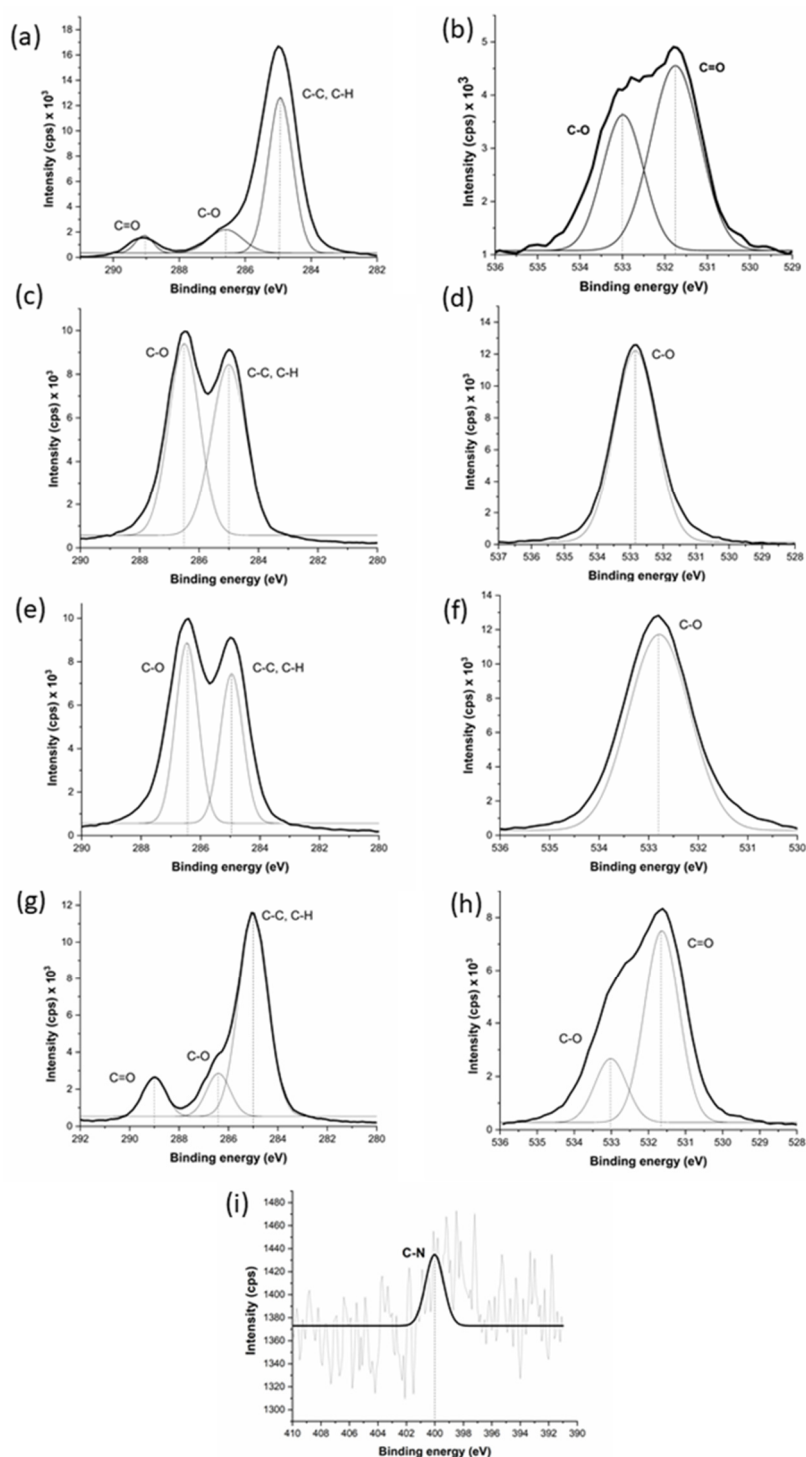 (a)
Intensity (cps) x 10³
18
16
14
12
10
8
6
4
2
0
C=O
C-O
C-C, C-H
290 288 286 284 282
Binding energy (eV)
(b)
Intensity (cps) × 10³
5
4
3
1
C-O
C=O
536 535 534 533 532 531 530 529
Binding energy (eV)
(c)
Intensity (cps) x 10³
10
8
6
4
2
0
C-O
C-C, C-H
290 288 286 284 282 280
Binding energy (eV)
(d)
Intensity (cps) x 10³
14
12
10
8
6
4
2
0
C-O
537 536 535 534 533 532 531 530 529 528
Binding energy (eV)
(e)
Intensity (cps) x 10³
10
8
6
4
2
0
C-O
C-C, C-H
290 288 286 284 282 280
Binding energy (eV)
(f)
Intensity (cps) x 10³
14
12
10
8
6
4
2
0
C-O
536 535 534 533 532 531 530
Binding energy (eV)
(g)
Intensity (cps) x 10³
12
10
8
6
4
2
0
C=O
C-O
C-C, C-H
292 290 288 286 284 282 280
Binding energy (eV)
(h)
Intensity (cps) x 10³
8
6
4
2
0
C-O
C=O
536 535 534 533 532 531 530 529 528
Binding energy (eV)
(i)
Intensity (cps)
1480
1460
1440
1420
1400
1380
1360
1340
1320
1300
C-N
410 408 406 404 402 400 398 396 394 392 390
Binding energy (eV)